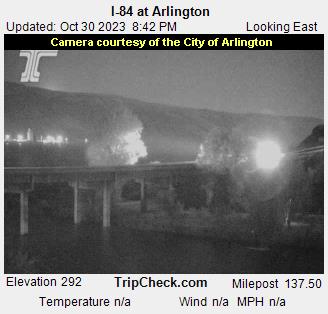 I-84 at Arlington
Updated: Oct 30 2023 8:42 PM Looking East
Camera courtesy of the City of Arlington
Elevation 292 TripCheck.com Milepost 137.50
Temperature n/a Wind n/a MPH n/a